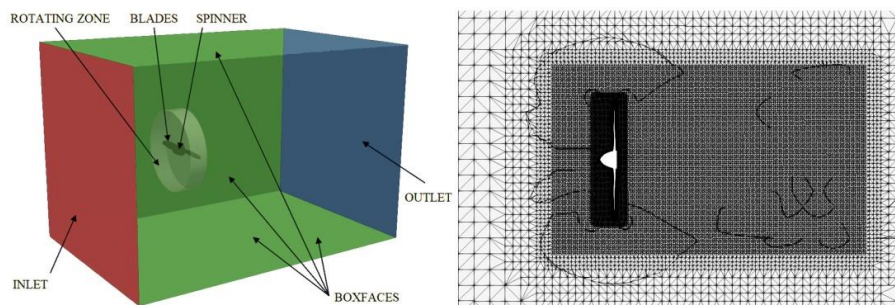 ROTATING ZONE BLADES SPINNER
OUTLET
INLET
BOXFACES